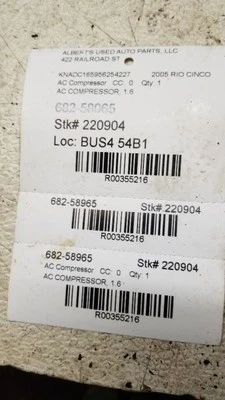 ALBERT'S USED AUTO PARTS, LLC
422 RAILROAD ST
KNADC165956254227 2005 RIO CINCO
AC Compressor CC: 0 Qty: 1
AC COMPRESSOR, 1.6
682-58965
Stk# 220904
Loc: BUS4 54B1
R00355216
682-58965 Stk# 220904
R00355216
682-58965 Stk# 220904
AC Compressor CC: 0 Qty: 1
AC COMPRESSOR, 1.6
R00355216